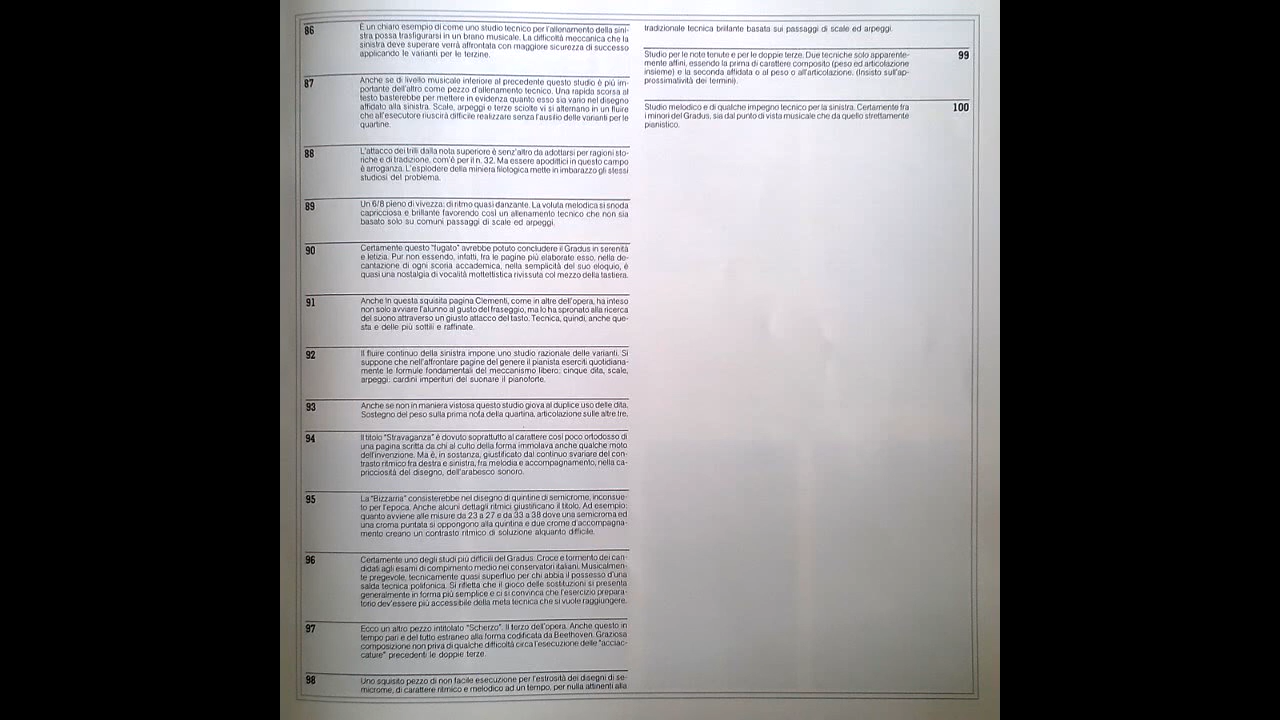 86
È un chiaro esempio di come uno studio tecnico per l'allenamento della sini-
stra possa trasfigurarsi in un brano musicale. La difficoltà meccanica che la
sinistra deve superare verrà affrontata con maggiore sicurezza di successo
applicando le varianti per le terzine.
87
Anche se di livello musicale inferiore al precedente questo studio è più im-
portante dell'altro come pezzo d'allenamento tecnico. Una rapida scorsa al
testo basterebbe per mettere in evidenza quanto esso sia vario nel disegno
affidato alla sinistra. Scale, arpeggi e terze sciolte vi si alternano in un fluire
che all'esecutore riuscirà difficile realizzare senza l'ausilio delle varianti per le
quartine.
88
L'attacco dei trilli dalla nota superiore è senz'altro da adottarsi per ragioni sto-
riche e di tradizione, com'è per il n. 32. Ma essere apodittici in questo campo
è arroganza. L'esplodere della miniera filologica mette in imbarazzo gli stessi
studiosi del problema.
89
Un 6/8 pieno di vivezza: di ritmo quasi danzante. La voluta melodica si snoda
capricciosa e brillante favorendo così un allenamento tecnico che non sia
basato solo su comuni passaggi di scale ed arpeggi.
90
Certamente questo "fugato" avrebbe potuto concludere il Gradus in serenità
e letizia. Pur non essendo, infatti, fra le pagine più elaborate esso, nella de-
cantazione di ogni scoria accademica, nella semplicità del suo eloquio, è
quasi una nostalgia di vocalità mottettistica rivissuta col mezzo della tastiera.
91
Anche in questa squisita pagina Clementi, come in altre dell'opera, ha inteso
non solo avviare l'alunno al gusto del fraseggio, ma lo ha spronato alla ricerca
del suono attraverso un giusto attacco del tasto. Tecnica, quindi, anche que-
sta e delle più sottili e raffinate.
92
Il fluire continuo della sinistra impone uno studio razionale delle varianti. Si
suppone che nell'affrontare pagine del genere il pianista eserciti quotidiana-
mente le formule fondamentali del meccanismo libero: cinque dita, scale,
arpeggi: cardini imperituri del suonare il pianoforte.
93
Anche se non in maniera vistosa questo studio giova al duplice uso delle dita.
Sostegno del peso sulla prima nota della quartina, articolazione sulle altre tre.
94
Il titolo "Stravaganza" è dovuto soprattutto al carattere così poco ortodosso di
una pagina scritta da chi al culto della forma immolava anche qualche moto
dell'invenzione. Ma è, in sostanza, giustificato dal continuo svariare del con-
trasto ritmico fra destra e sinistra, fra melodia e accompagnamento, nella ca-
pricciosità del disegno, dell'arabesco sonoro.
95
La "Bizzarria" consisterebbe nel disegno di quintine di semicrome, inconsue-
to per l'epoca. Anche alcuni dettagli ritmici giustificano il titolo. Ad esempio:
quanto avviene alle misure da 23 a 27 e da 33 a 38 dove una semicroma ed
una croma puntata si oppongono alla quintina e due crome d'accompagna-
mento creano un contrasto ritmico di soluzione alquanto difficile.
96
Certamente uno degli studi più difficili del Gradus. Croce e tormento dei can-
didati agli esami di compimento medio nei conservatori italiani. Musicalmen-
te pregevole, tecnicamente quasi superfluo per chi abbia il possesso d'una
salda tecnica polifonica. Si rifletta che il gioco delle sostituzioni si presenta
generalmente in forma più semplice e ci si convinca che l'esercizio prepara-
torio dev'essere più accessibile della meta tecnica che si vuole raggiungere.
97
Ecco un altro pezzo intitolato "Scherzo". Il terzo dell'opera. Anche questo in
tempo pari e del tutto estraneo alla forma codificata da Beethoven. Graziosa
composizione non priva di qualche difficoltà circa l'esecuzione delle "acciac-
cature" precedenti le doppie terze.
98
Uno squisito pezzo di non facile esecuzione per l'estrosità dei disegni di se-
microme, di carattere ritmico e melodico ad un tempo, per nulla attinenti alla
tradizionale tecnica brillante basata sui passaggi di scale ed arpeggi.
99
Studio per le note tenute e per le doppie terze. Due tecniche solo apparente-
mente affini, essendo la prima di carattere composito (peso ed articolazione
insieme) e la seconda affidata o al peso o all'articolazione. (Insisto sull'ap-
prossimatività dei termini).
100
Studio melodico e di qualche impegno tecnico per la sinistra. Certamente fra
i minori del Gradus, sia dal punto di vista musicale che da quello strettamente
pianistico.